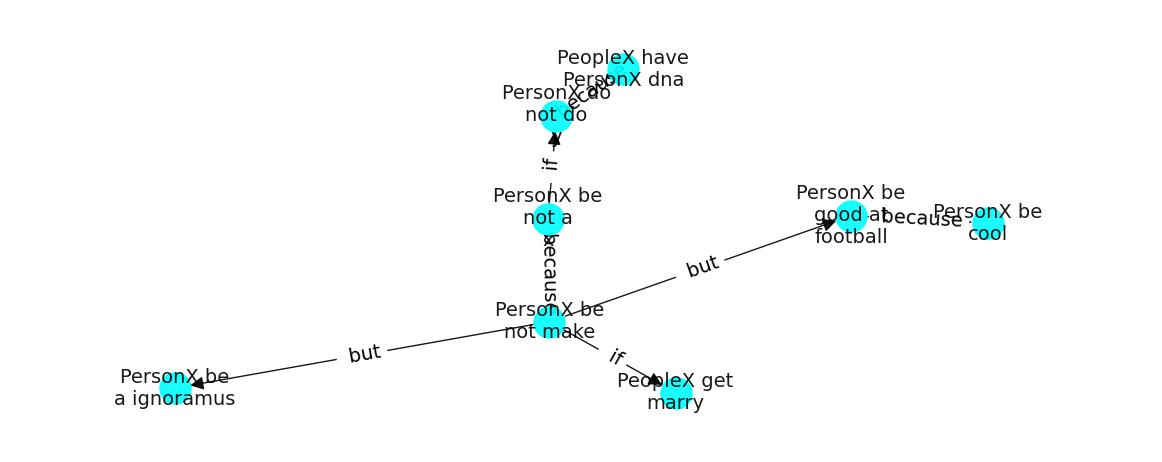 PeopleX have
PersonX dna
because
PersonX do
not do
if
PersonX be
not a
because
PersonX be
good at
football
because
PersonX be
cool
but
PersonX be
not make
but
if
PersonX be
a ignoramus
PeopleX get
marry